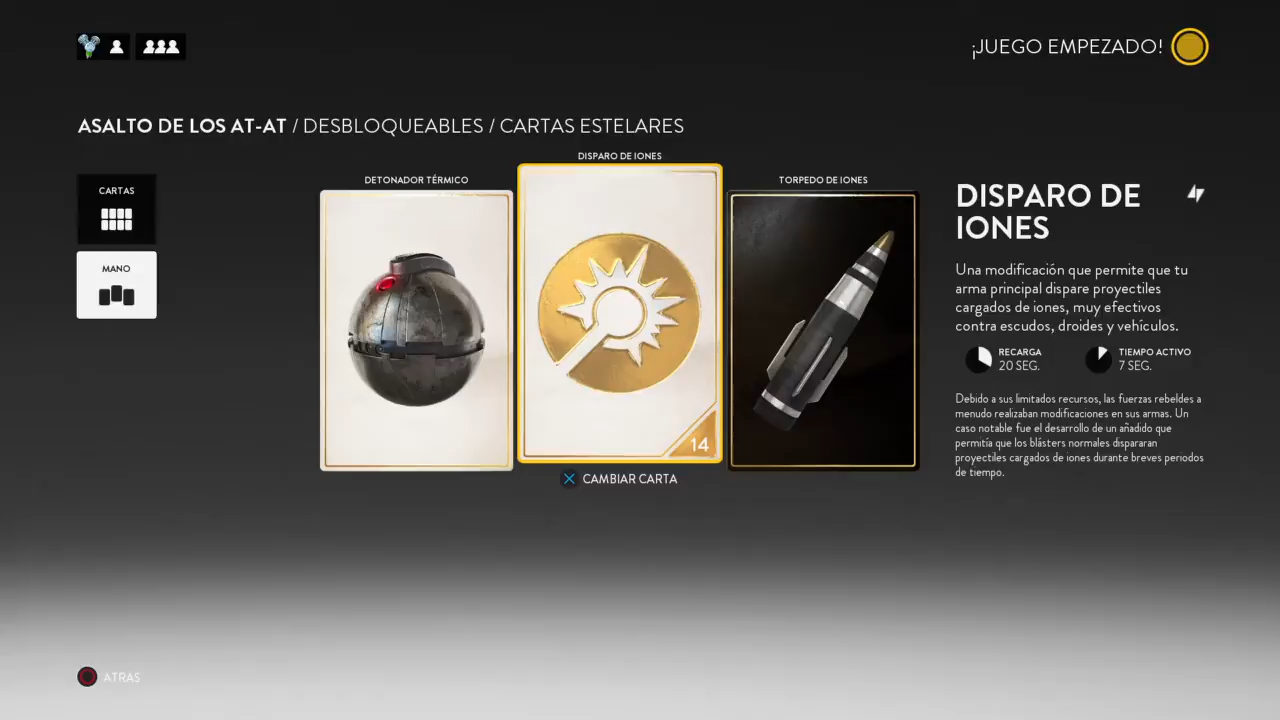 ¡JUEGO EMPEZADO!
ASALTO DE LOS AT-AT / DESBLOQUEABLES / CARTAS ESTELARES
CARTAS
MANO
DETONADOR TÉRMICO
DISPARO DE IONES
14
CAMBIAR CARTA
TORPEDO DE IONES
DISPARO DE
IONES
Una modificación que permite que tu
arma principal dispare proyectiles
cargados de iones, muy efectivos
contra escudos, droides y vehículos.
RECARGA
20 SEG.
TIEMPO ACTIVO
7 SEG.
Debido a sus limitados recursos, las fuerzas rebeldes a
menudo realizaban modificaciones en sus armas. Un
caso notable fue el desarrollo de un añadido que
permitía que los blásters normales dispararan
proyectiles cargados de iones durante breves periodos
de tiempo.
ATRAS